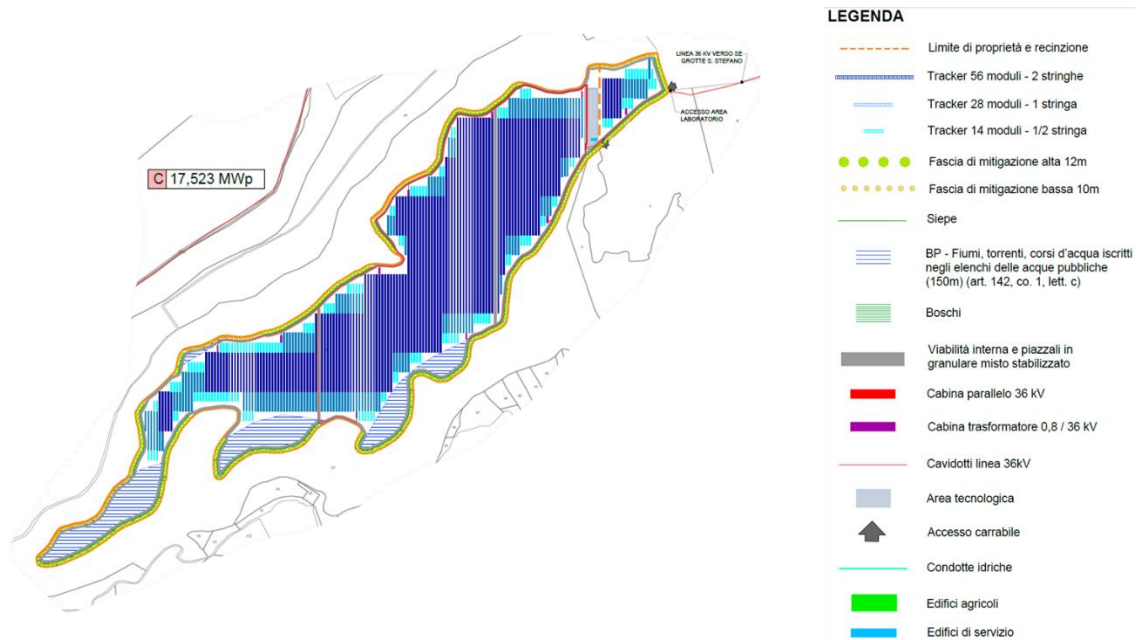 LINEA 36 KV VERSO SE
GROTTE S. STEFANO
ACCESSO AREA
LABORATORIO
C 17,523 MWp
LEGENDA
Limite di proprietà e recinzione
Tracker 56 moduli - 2 stringhe
Tracker 28 moduli - 1 stringa
Tracker 14 moduli - 1/2 stringa
Fascia di mitigazione alta 12m
Fascia di mitigazione bassa 10m
Siepe
BP - Fiumi, torrenti, corsi d'acqua iscritti
negli elenchi delle acque pubbliche
(150m) (art. 142, co. 1, lett. c)
Boschi
Viabilità interna e piazzali in
granulare misto stabilizzato
Cabina parallelo 36 kV
Cabina trasformatore 0,8 / 36 kV
Cavidotti linea 36kV
Area tecnologica
Accesso carrabile
Condotte idriche
Edifici agricoli
Edifici di servizio